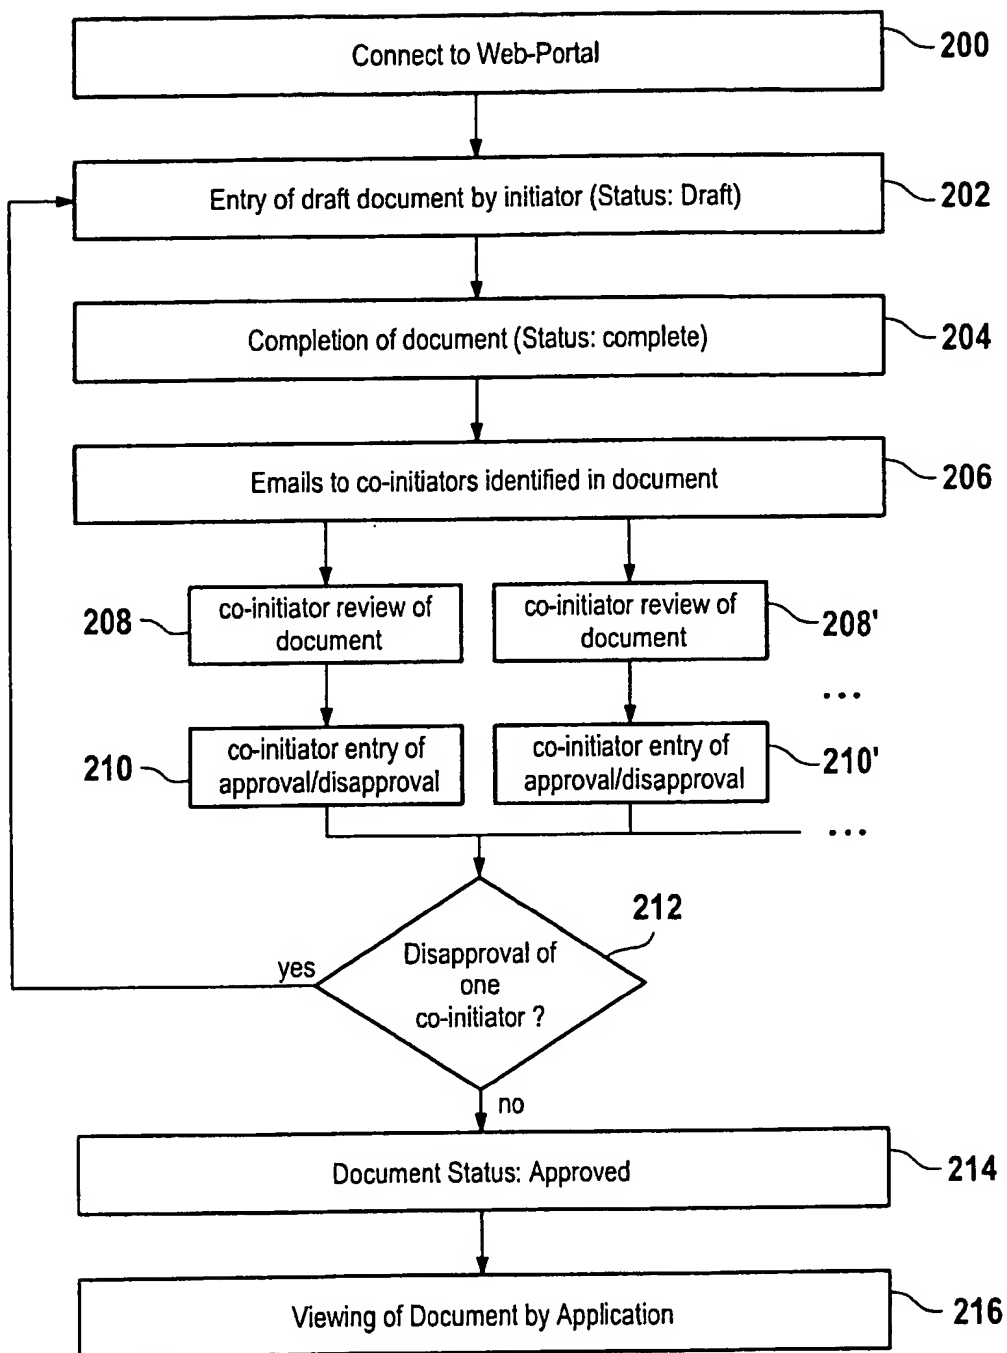 Connect to Web-Portal
200
Entry of draft document by initiator (Status: Draft)
202
Completion of document (Status: complete)
204
Emails to co-initiators identified in document
206
208
co-initiator review of
document
co-initiator review of
document
208'
...
210
co-initiator entry of
approval/disapproval
co-initiator entry of
approval/disapproval
210'
...
212
yes
Disapproval of
one
co-initiator ?
no
Document Status: Approved
214
Viewing of Document by Application
216